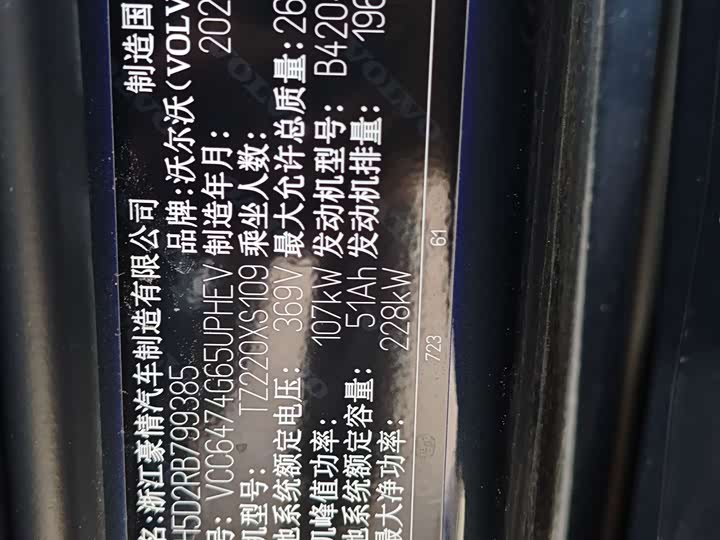 名:浙江豪情汽车制造有限公司 制造国
H5D2RB799385 品牌:沃尔沃(VOLV
号: VCC6474G65UPHEV 制造年月: 202
机型号: TZ220XS109 乘坐人数:
池系统额定电压: 369V 最大允许总质量: 26
机峰值功率: 107kW 发动机型号: B420
池系统额定容量: 51Ah 发动机排量: 196
最大净功率: 228kW
723 61